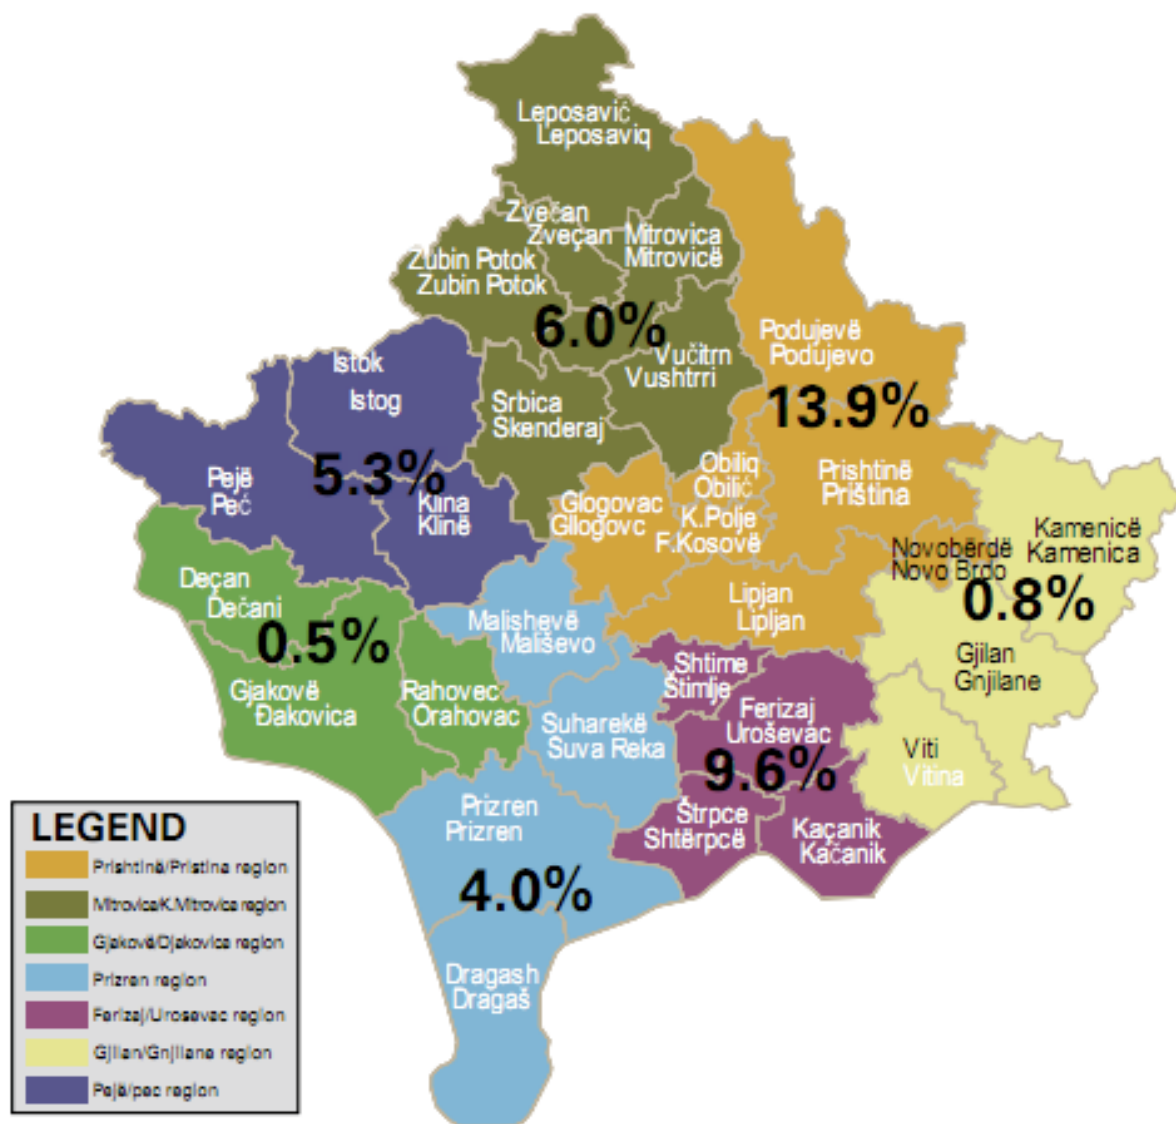 Leposavić
Leposaviq
Zvečan
Zveçan
Mitrovica
Mitrovicë
Zubin Potok
Zubin Potok
6.0%
Podujevë
Podujevo
Vučitrn
Vushtrri
Istok
Istog
Srbica
Skenderaj
13.9%
5.3%
Pejë
Peć
Klina
Klinë
Obiliq
Obilić
Prishtinë
Priština
Glogovac
Gllogovc
K.Polje
F.Kosovë
Kamenicë
Kamenica
Novobërdë
Novo Brdo
0.8%
Deçan
Dečani
0.5%
Malishevë
Mališevo
Lipjan
Lipljan
Gjilan
Gnjilane
Shtime
Štimlje
Gjakovë
Đakovica
Rahovec
Orahovac
Ferizaj
Uroševac
Suharekë
Suva Reka
Viti
Vitina
9.6%
Prizren
Prizren
Štrpce
Shtërpcë
Kaçanik
Kačanik
4.0%
Dragash
Dragaš
LEGEND
Prishtinë/Pristina region
Mitrovica/K.Mitrovica region
Gjakovë/Djakovica region
Prizren region
Ferizaj/Urosevac region
Gjilan/Gnjilane region
Pejë/pec region